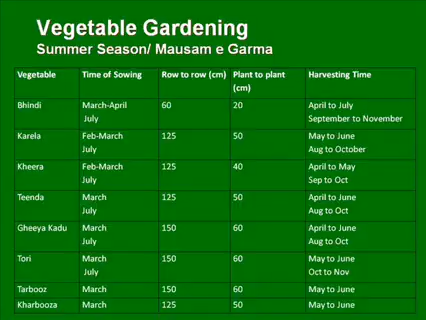 Vegetable Gardening
Summer Season/ Mausam e Garma
Vegetable Time of Sowing Row to row (cm) Plant to plant (cm) Harvesting Time
Bhindi March-April 60 20 April to July
July September to November
Karela Feb-March 125 50 May to June
July Aug to October
Kheera Feb-March 125 40 April to May
July Sep to Oct
Teenda March 125 50 April to June
July Aug to Oct
Gheeya Kadu March 150 60 April to June
July Aug to Oct
Tori March 150 60 May to June
July Oct to Nov
Tarbooz March 150 60 May to June
Kharbooza March 125 50 May to June